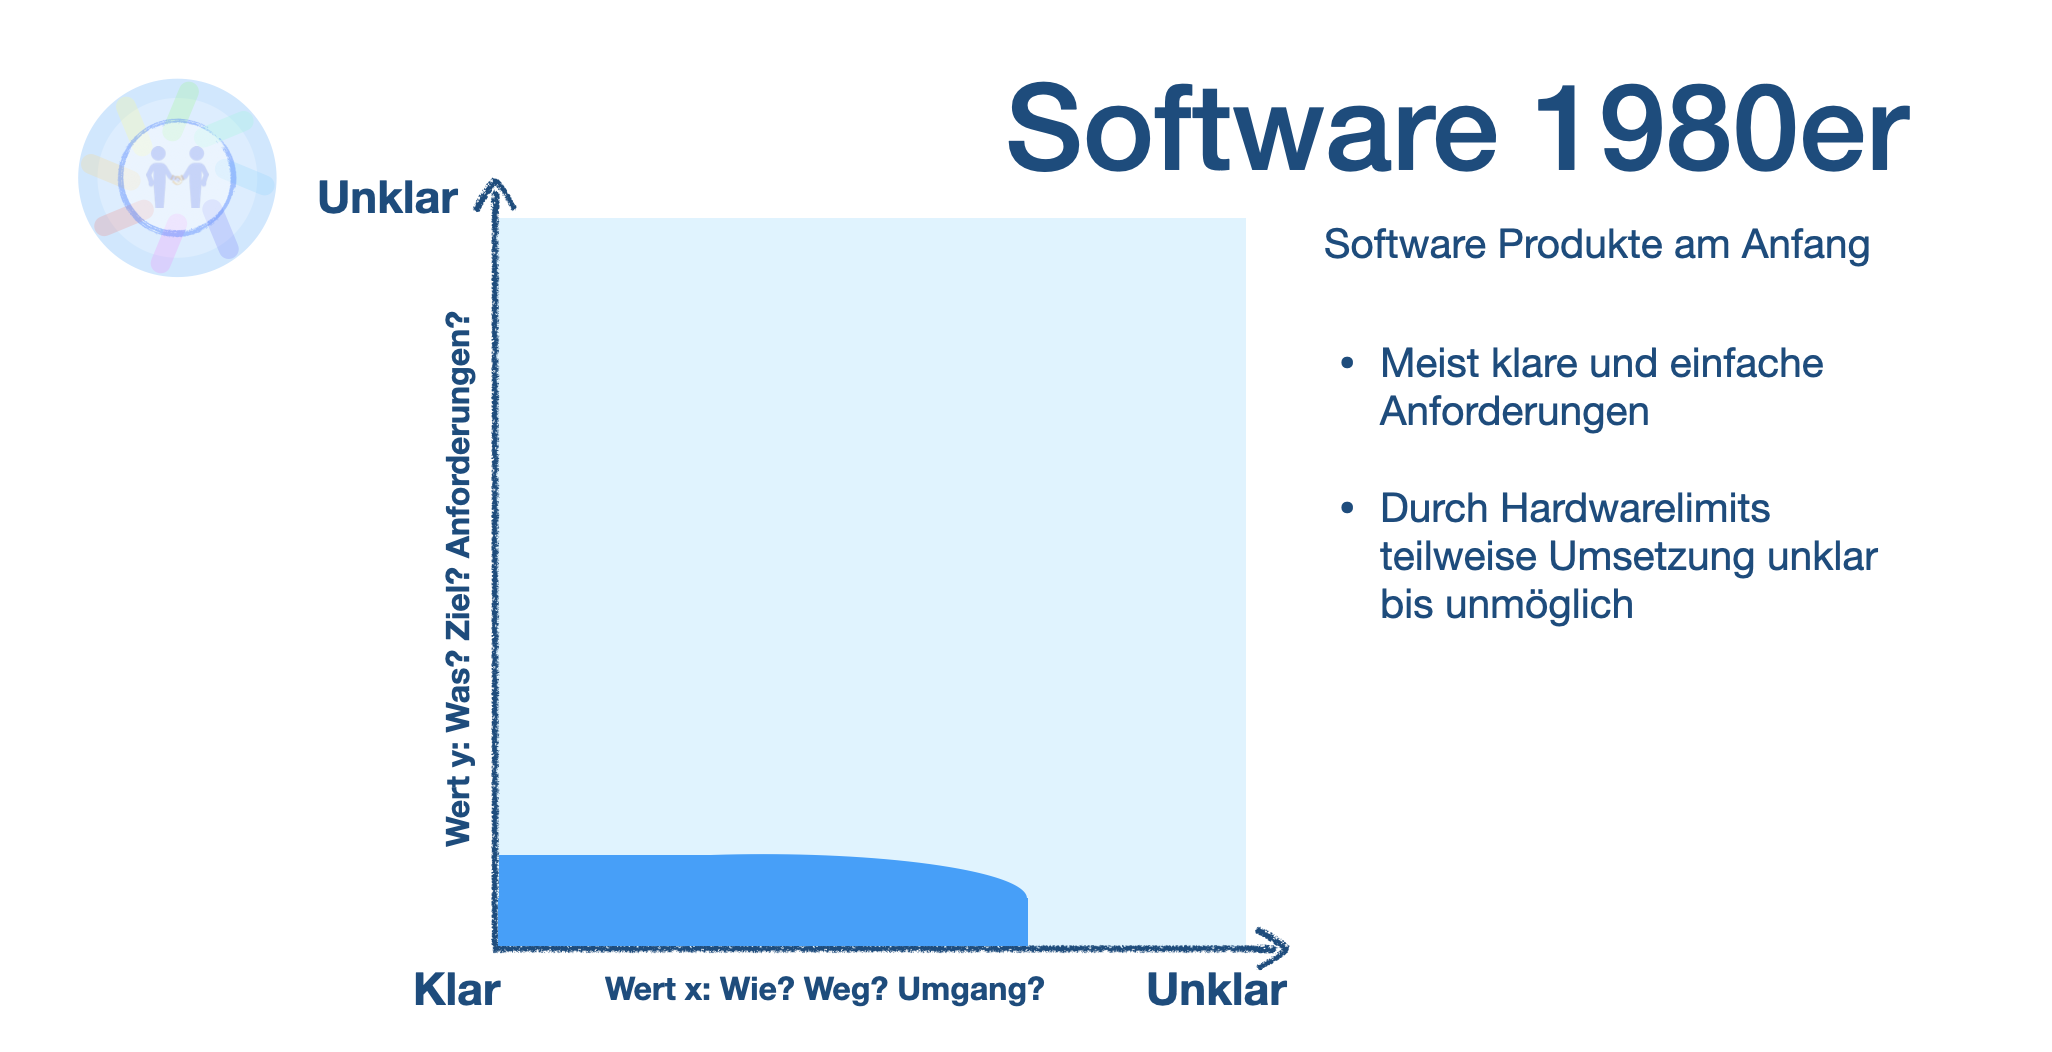 Software 1980er
Unklar
Wert y: Was? Ziel? Anforderungen?
Klar
Wert x: Wie? Weg? Umgang?
Unklar
Software Produkte am Anfang
• Meist klare und einfache
Anforderungen
• Durch Hardwarelimits
teilweise Umsetzung unklar
bis unmöglich